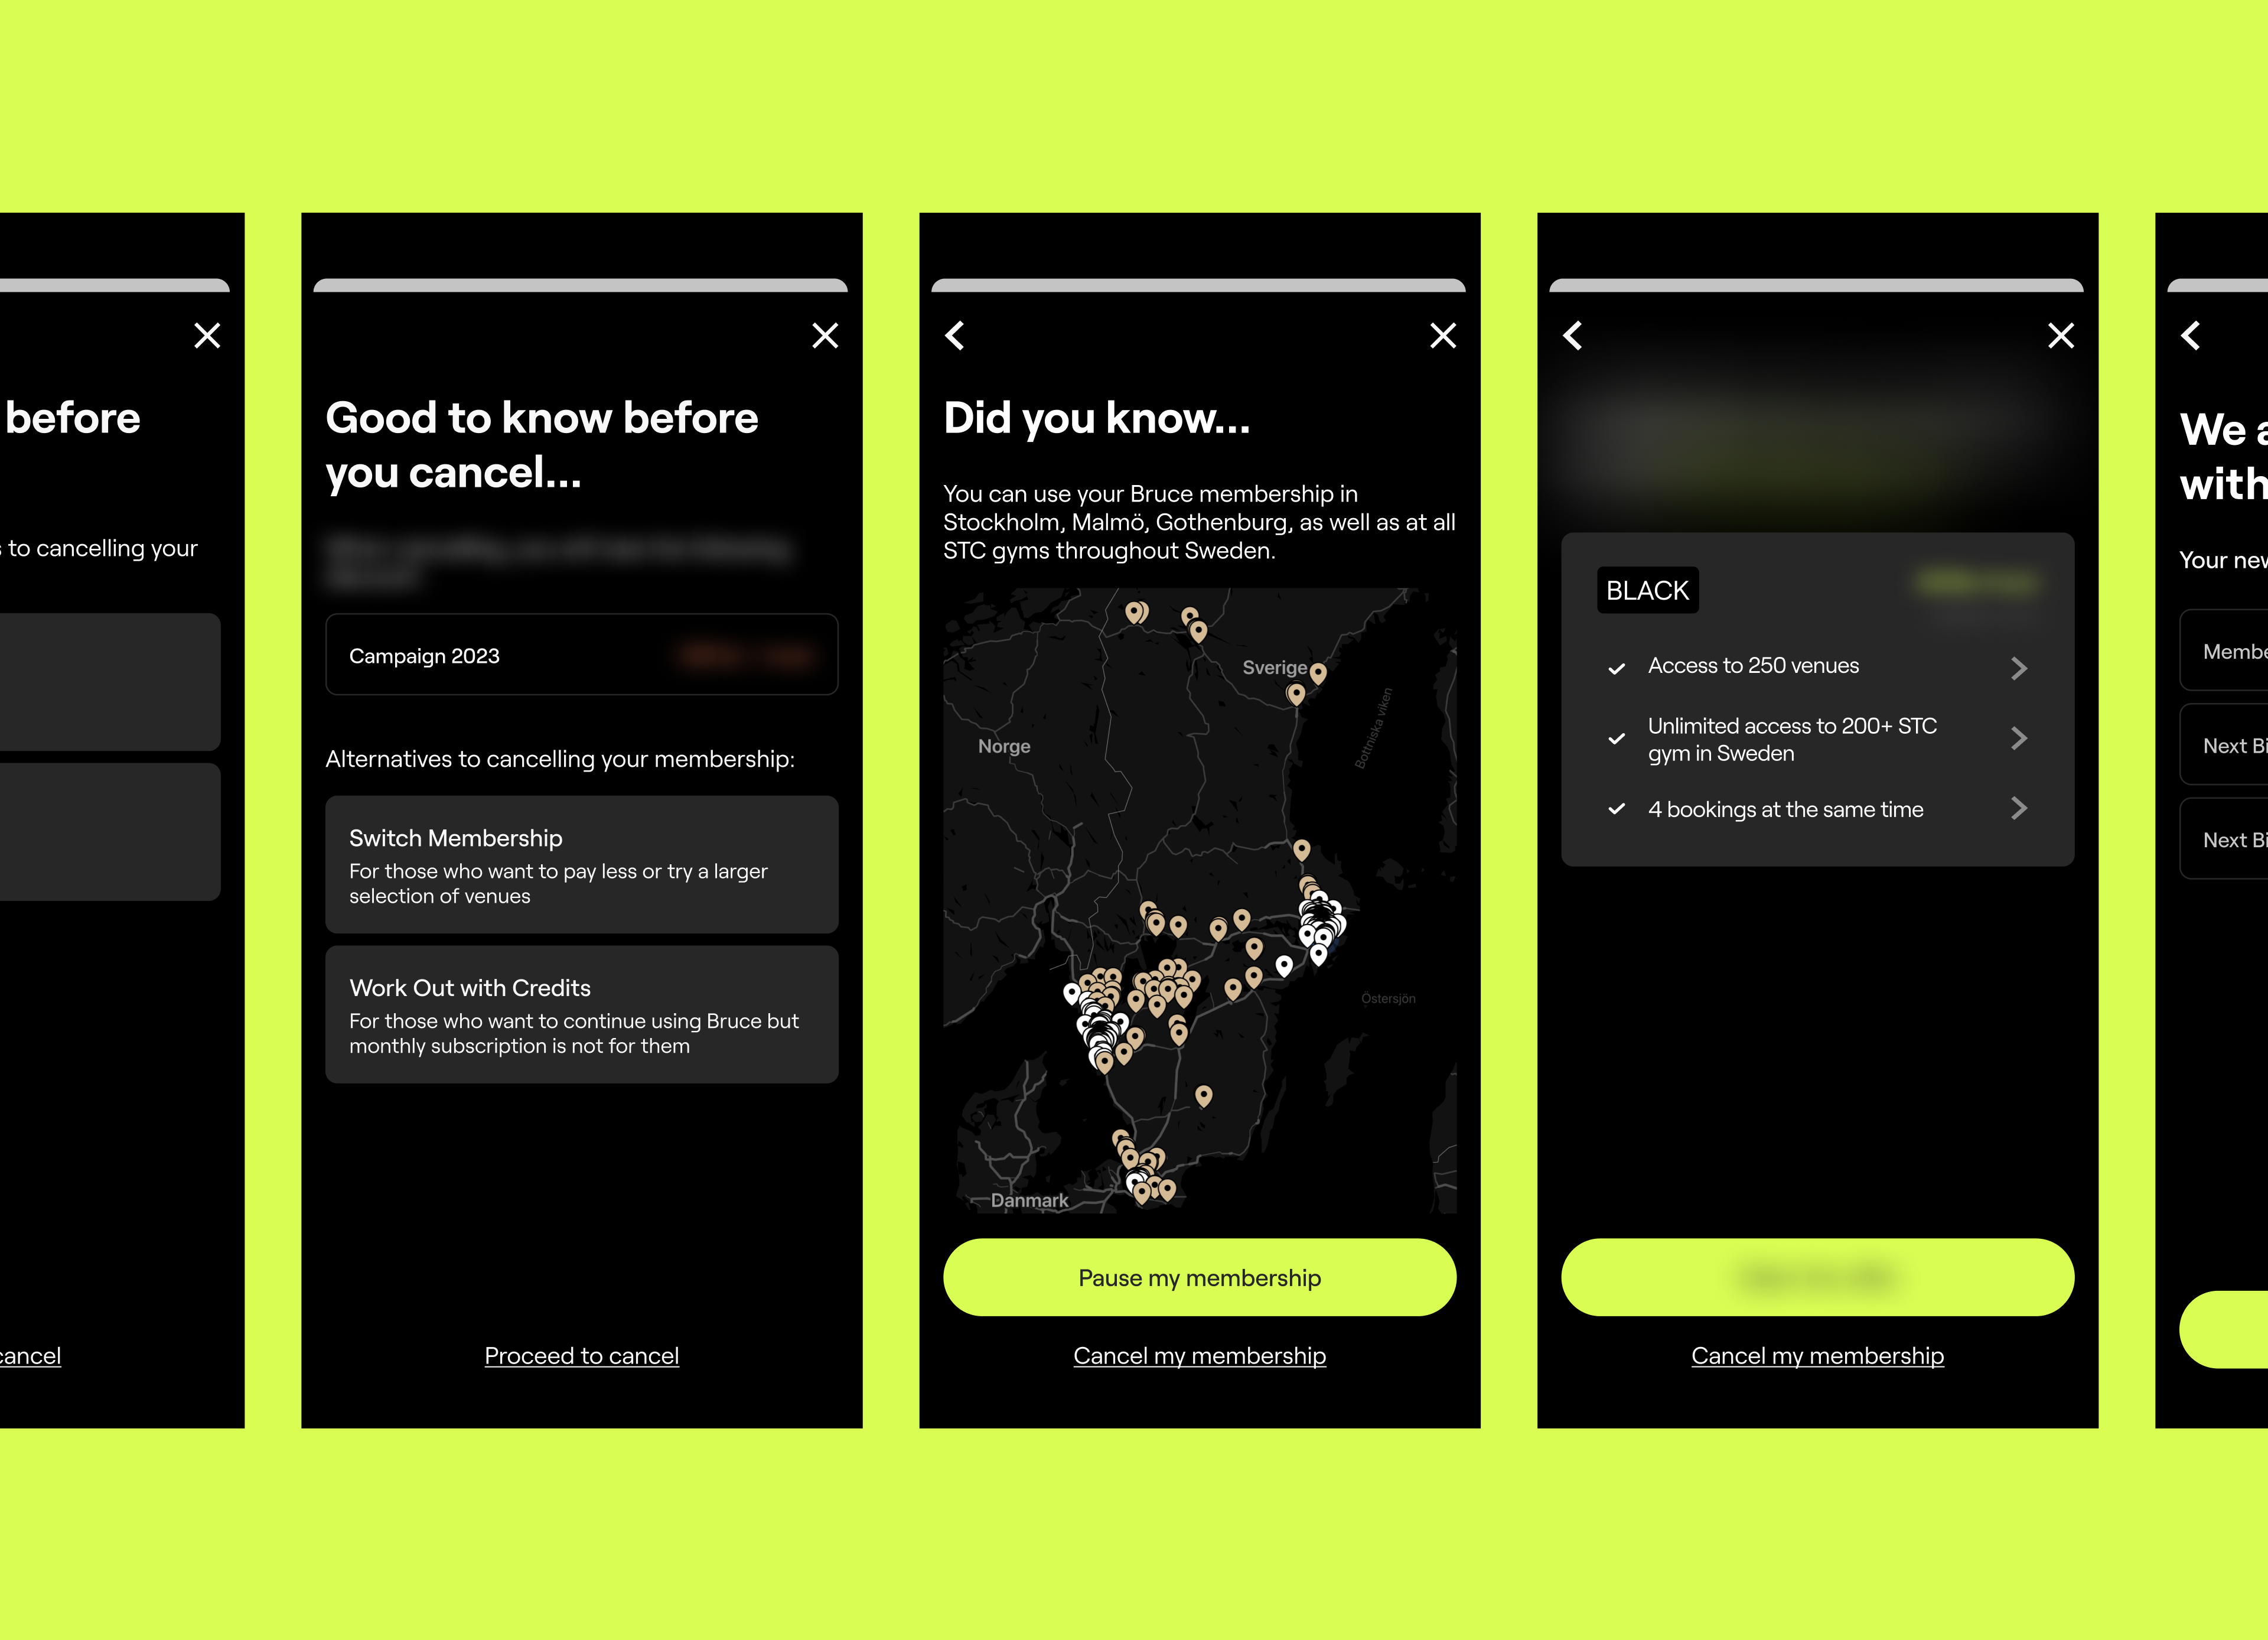 before
to cancelling your
cancel
Good to know before
you cancel...
Campaign 2023
Alternatives to cancelling your membership:
Switch Membership
For those who want to pay less or try a larger
selection of venues
Work Out with Credits
For those who want to continue using Bruce but
monthly subscription is not for them
Proceed to cancel
Did you know...
You can use your Bruce membership in
Stockholm, Malmö, Gothenburg, as well as at all
STC gyms throughout Sweden.
Sverige
Norge
Bottniska viken
Östersjön
Danmark
Pause my membership
Cancel my membership
BLACK
Access to 250 venues
Unlimited access to 200+ STC
gym in Sweden
4 bookings at the same time
Cancel my membership
We a
with
Your new
Membe
Next Bi
Next Bi